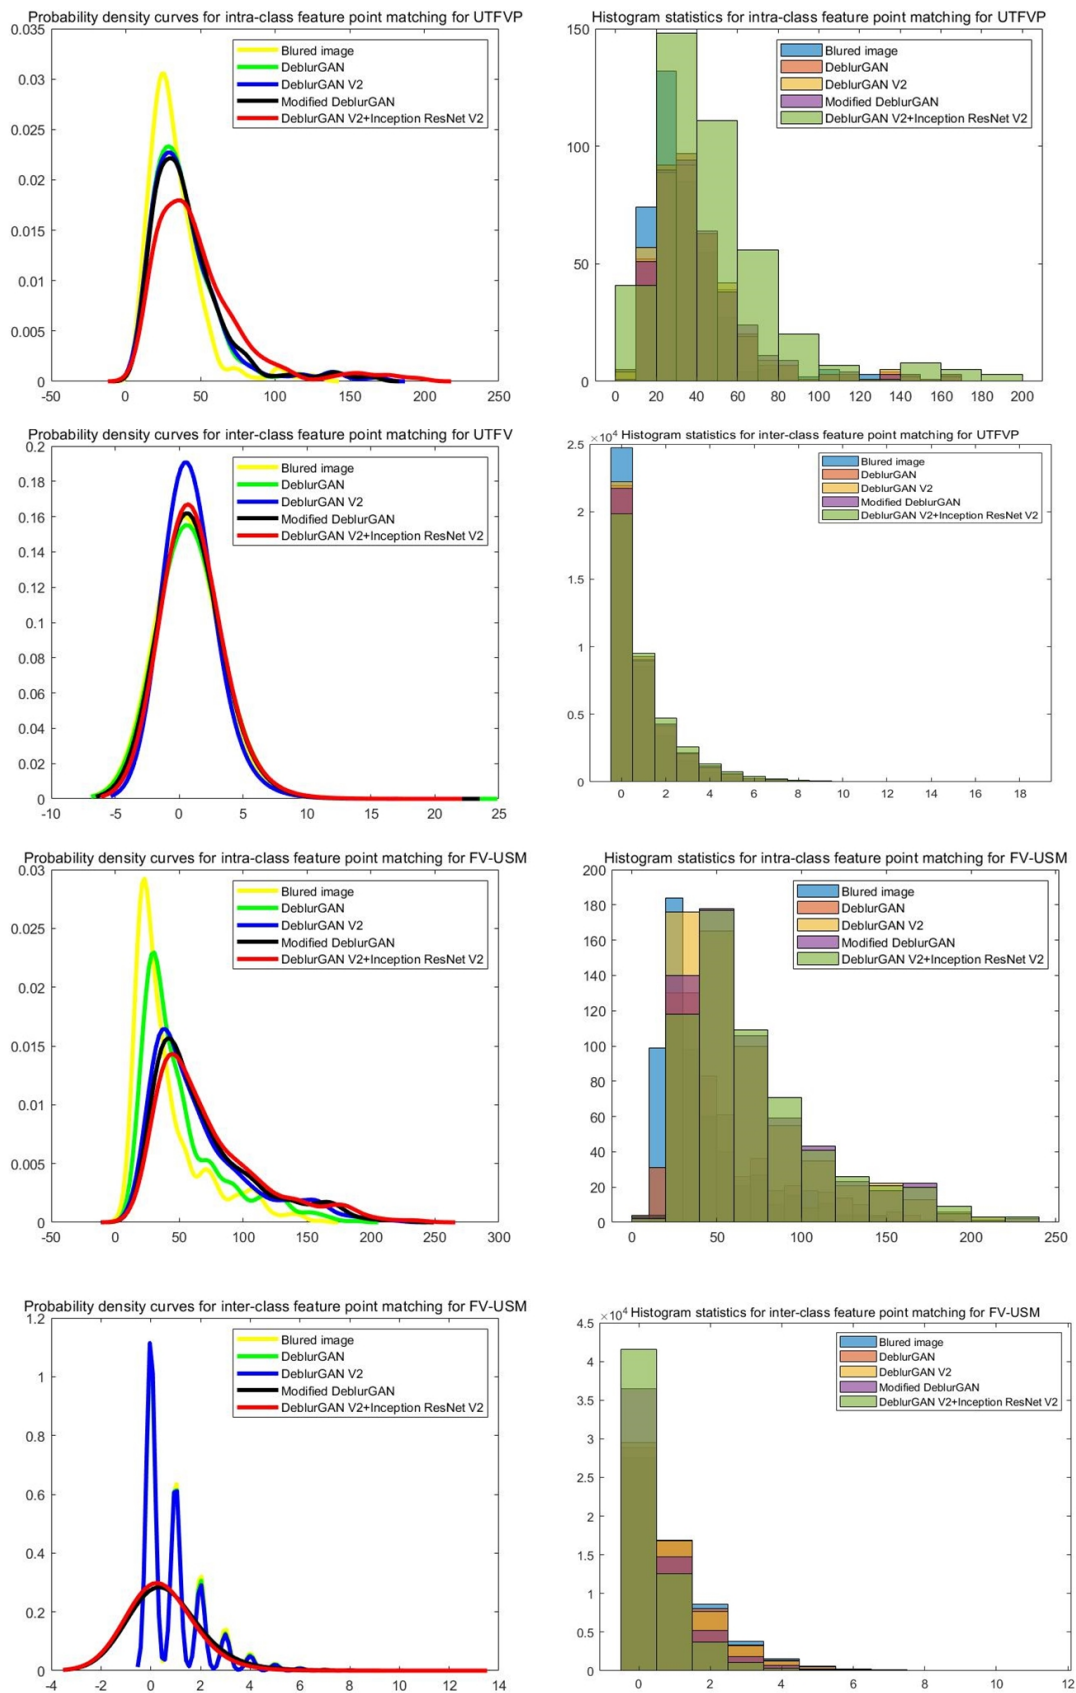 Probability density curves for intra-class feature point matching for UTFVP
0.035
0.03
0.025
0.02
0.015
0.01
0.005
0
-50
0
50
100
150
200
250
Blured image
DeblurGAN
DeblurGAN V2
Modified DeblurGAN
DeblurGAN V2+Inception ResNet V2
Histogram statistics for intra-class feature point matching for UTFVP
150
100
50
0
0
20
40
60
80
100
120
140
160
180
200
Blured image
DeblurGAN
DeblurGAN V2
Modified DeblurGAN
DeblurGAN V2+Inception ResNet V2
Probability density curves for inter-class feature point matching for UTFV
0.2
0.18
0.16
0.14
0.12
0.1
0.08
0.06
0.04
0.02
0
-10
-5
0
5
10
15
20
25
Blured image
DeblurGAN
DeblurGAN V2
Modified DeblurGAN
DeblurGAN V2+Inception ResNet V2
×10⁴ Histogram statistics for inter-class feature point matching for UTFVP
2.5
2
1.5
1
0.5
0
0
2
4
6
8
10
12
14
16
18
Blured image
DeblurGAN
DeblurGAN V2
Modified DeblurGAN
DeblurGAN V2+Inception ResNet V2
Probability density curves for intra-class feature point matching for FV-USM
0.03
0.025
0.02
0.015
0.01
0.005
0
-50
0
50
100
150
200
250
300
Blured image
DeblurGAN
DeblurGAN V2
Modified DeblurGAN
DeblurGAN V2+Inception ResNet V2
Histogram statistics for intra-class feature point matching for FV-USM
200
180
160
140
120
100
80
60
40
20
0
0
50
100
150
200
250
Blured image
DeblurGAN
DeblurGAN V2
Modified DeblurGAN
DeblurGAN V2+Inception ResNet V2
Probability density curves for inter-class feature point matching for FV-USM
1.2
1
0.8
0.6
0.4
0.2
0
-4
-2
0
2
4
6
8
10
12
14
Blured image
DeblurGAN
DeblurGAN V2
Modified DeblurGAN
DeblurGAN V2+Inception ResNet V2
×10⁴ Histogram statistics for inter-class feature point matching for FV-USM
4.5
4
3.5
3
2.5
2
1.5
1
0.5
0
0
2
4
6
8
10
12
Blured image
DeblurGAN
DeblurGAN V2
Modified DeblurGAN
DeblurGAN V2+Inception ResNet V2